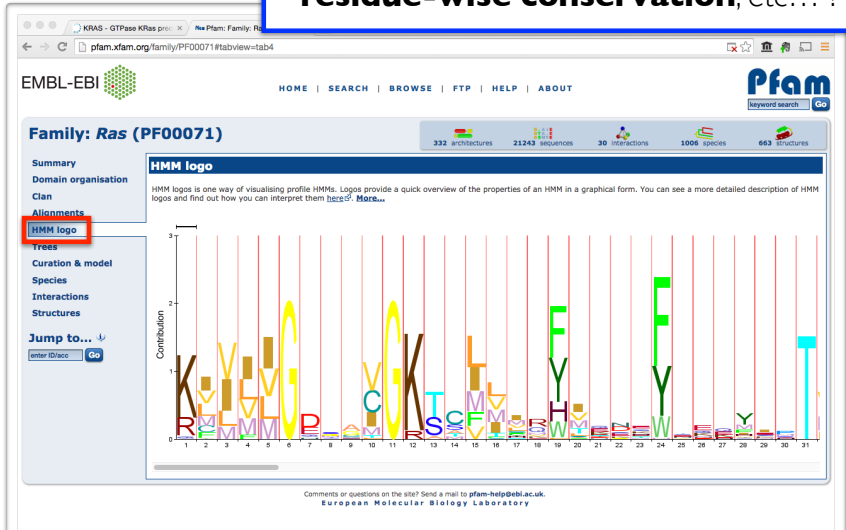 residue-wise conservation, etc... ?
KRAS - GTPase KRas prec
Pfam: Family: Ra
pfam.xfam.org/family/PF00071#tabview=tab4
EMBL-EBI
HOME | SEARCH | BROWSE | FTP | HELP | ABOUT
Pfam
keyword search Go
Family: Ras (PF00071)
332 architectures 21243 sequences 30 interactions 1006 species 663 structures
Summary
Domain organisation
Clan
Alignments
HMM logo
Trees
Curation & model
Species
Interactions
Structures
Jump to...
enter ID/acc Go
HMM logo
HMM logos is one way of visualising profile HMMs. Logos provide a quick overview of the properties of an HMM in a graphical form. You can see a more detailed description of HMM
logos and find out how you can interpret them here. More...
Contribution
3
2
1
0
1 2 3 4 5 6 7 8 9 10 11 12 13 14 15 16 17 18 19 20 21 22 23 24 25 26 27 28 29 30 31
Comments or questions on the site? Send a mail to pfam-help@ebi.ac.uk.
European Molecular Biology Laboratory